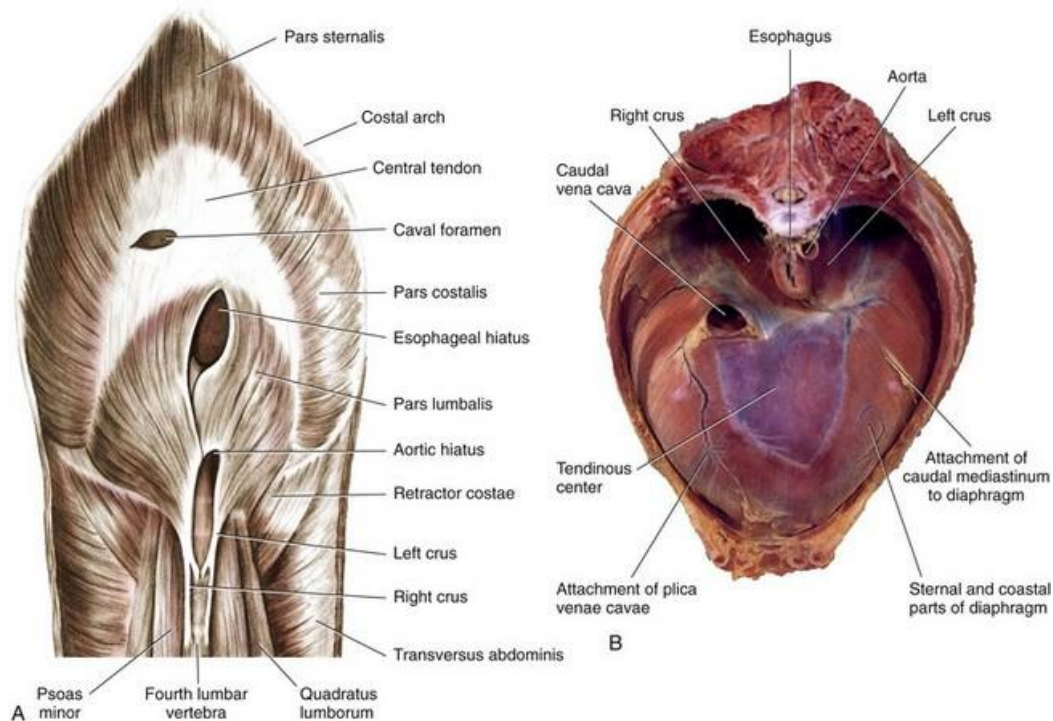 Pars sternalis
Costal arch
Central tendon
Caval foramen
Pars costalis
Esophageal hiatus
Pars lumbalis
Aortic hiatus
Retractor costae
Left crus
Right crus
Transversus abdominis
Psoas
minor
Fourth lumbar
vertebra
Quadratus
lumborum
A
Esophagus
Aorta
Right crus
Left crus
Caudal
vena cava
Tendinous
center
Attachment of
caudal mediastinum
to diaphragm
Attachment of plica
venae cavae
Sternal and coastal
parts of diaphragm
B